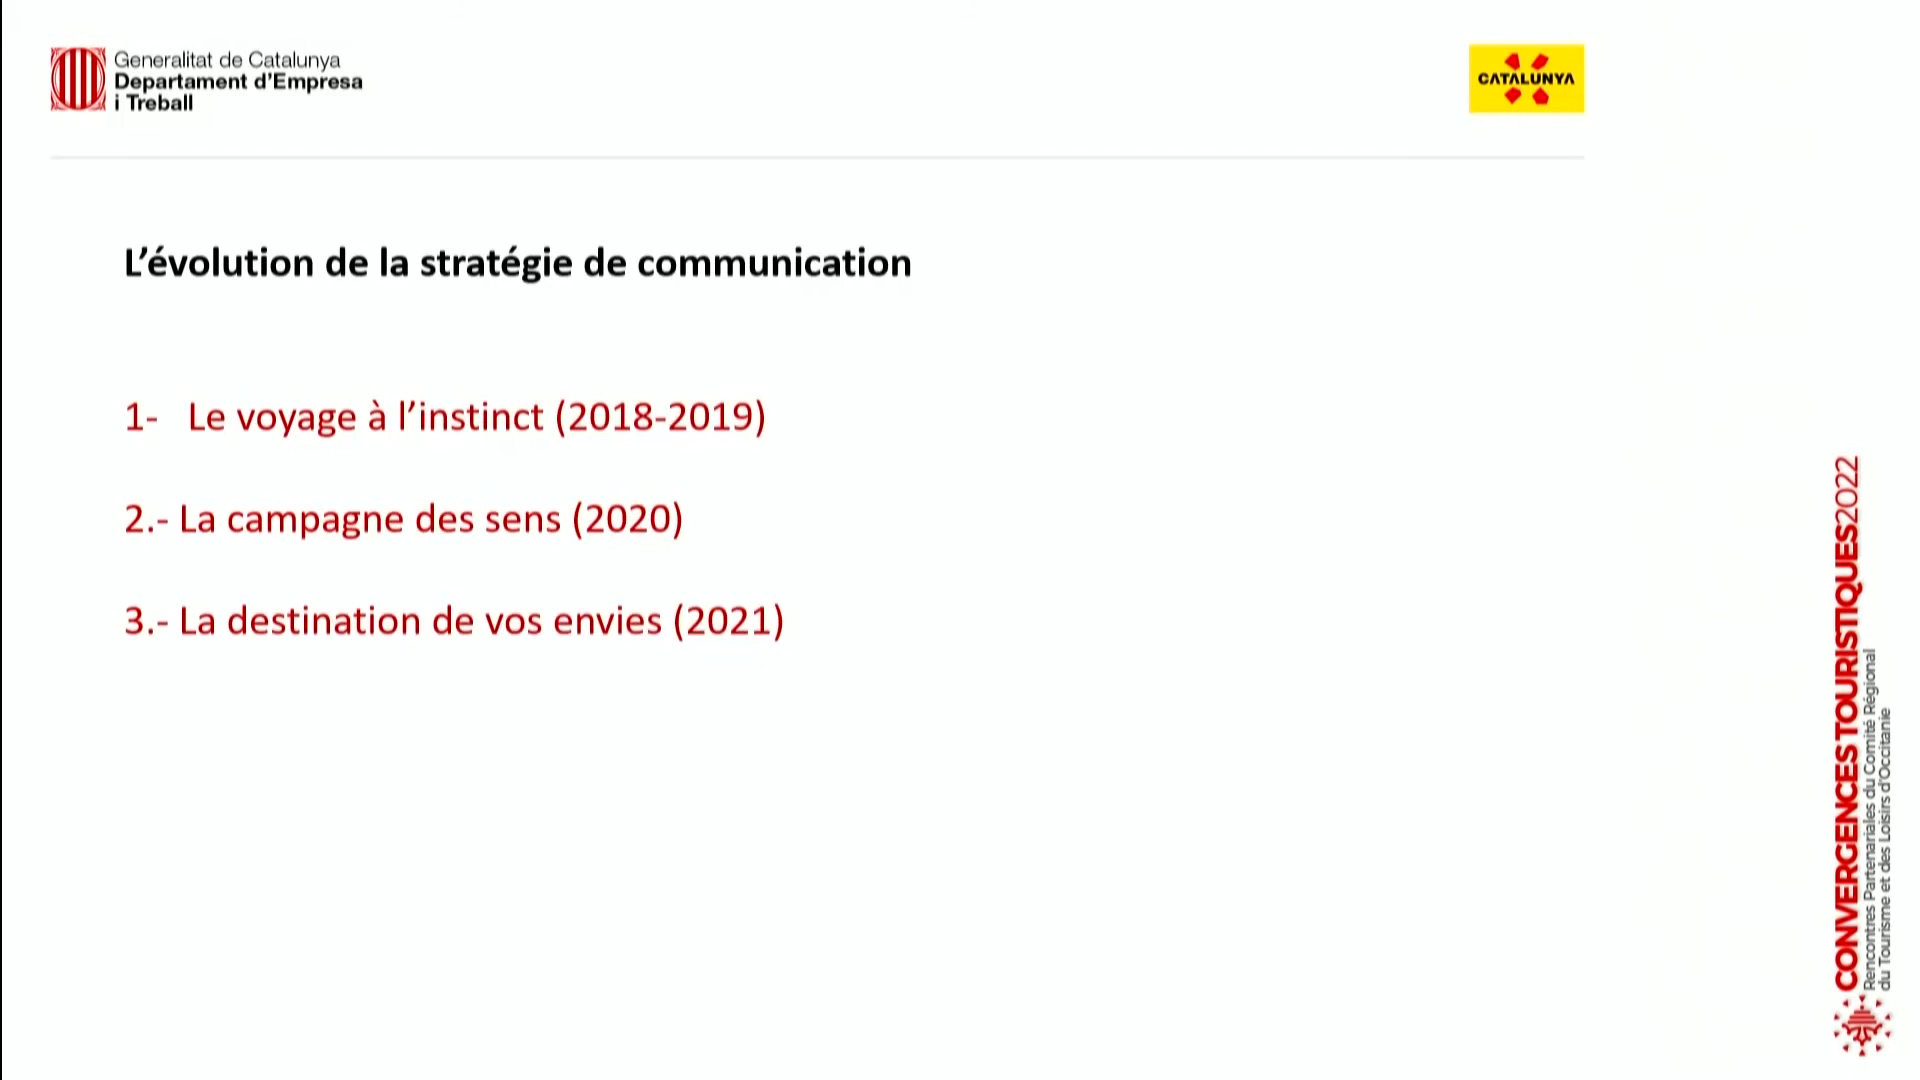 Generalitat de Catalunya
Departament d'Empresa
i Treball
CATALUNYA
L'évolution de la stratégie de communication
1- Le voyage à l'instinct (2018-2019)
2.- La campagne des sens (2020)
3.- La destination de vos envies (2021)
CONVERGENCESTOURISTIQUES2022
Rencontres Partenariales du Comité Régional
du Tourisme et des Loisirs d'Occitanie